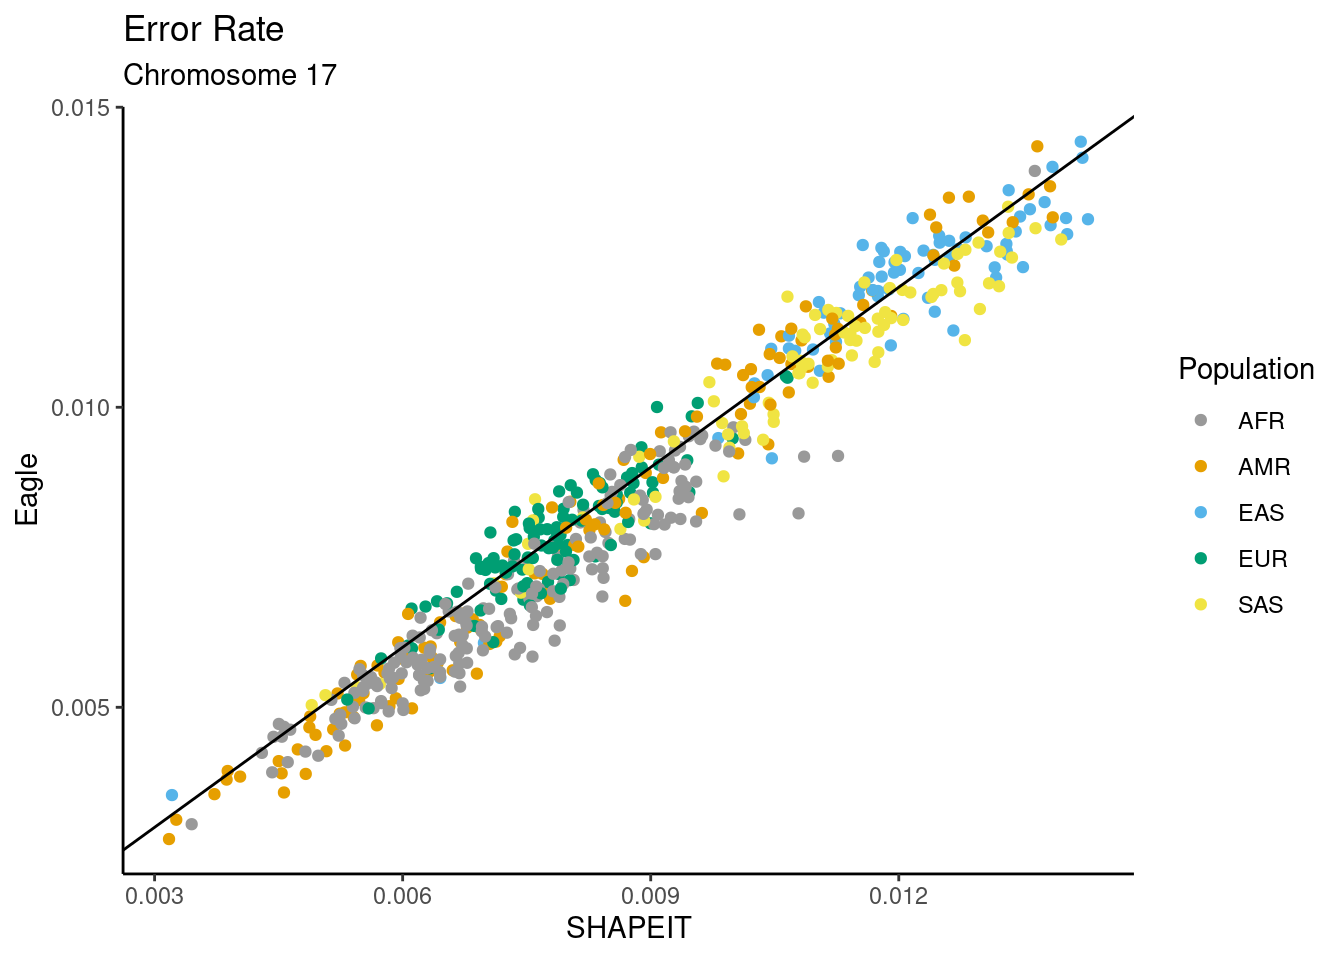 Error Rate
Chromosome 17
0.015
0.010
0.005
Eagle
0.003 0.006 0.009 0.012
SHAPEIT
Population
AFR
AMR
EAS
EUR
SAS